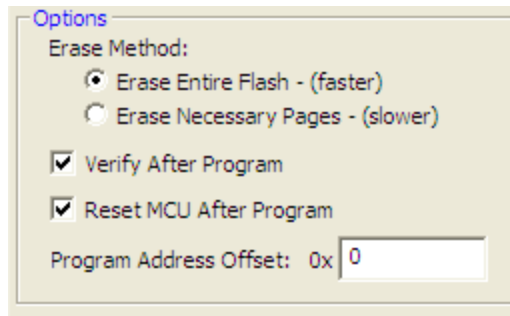 Options
Erase Method:
Erase Entire Flash - (faster)
Erase Necessary Pages - (slower)
Verify After Program
Reset MCU After Program
Program Address Offset: 0x 0